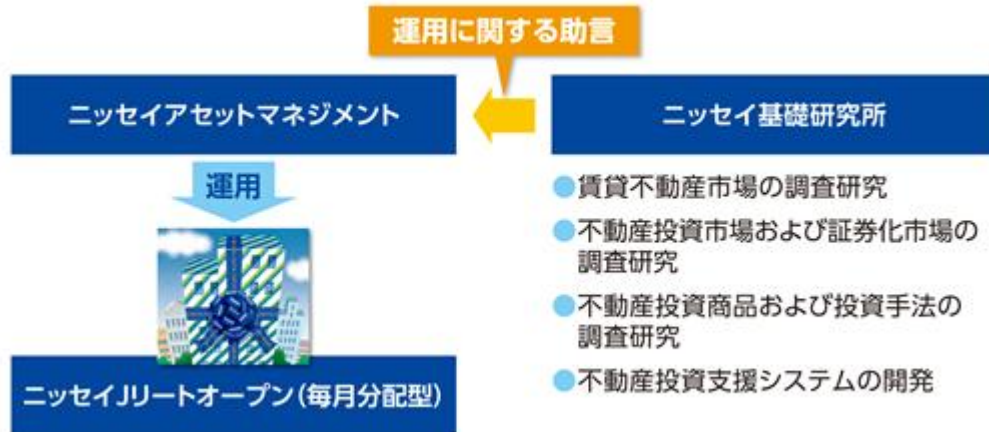 運用に関する助言
ニッセイアセットマネジメント
ニッセイ基礎研究所
運用
ニッセイJリートオープン(毎月分配型)
●賃貸不動産市場の調査研究
●不動産投資市場および証券化市場の
調査研究
●不動産投資商品および投資手法の
調査研究
●不動産投資支援システムの開発